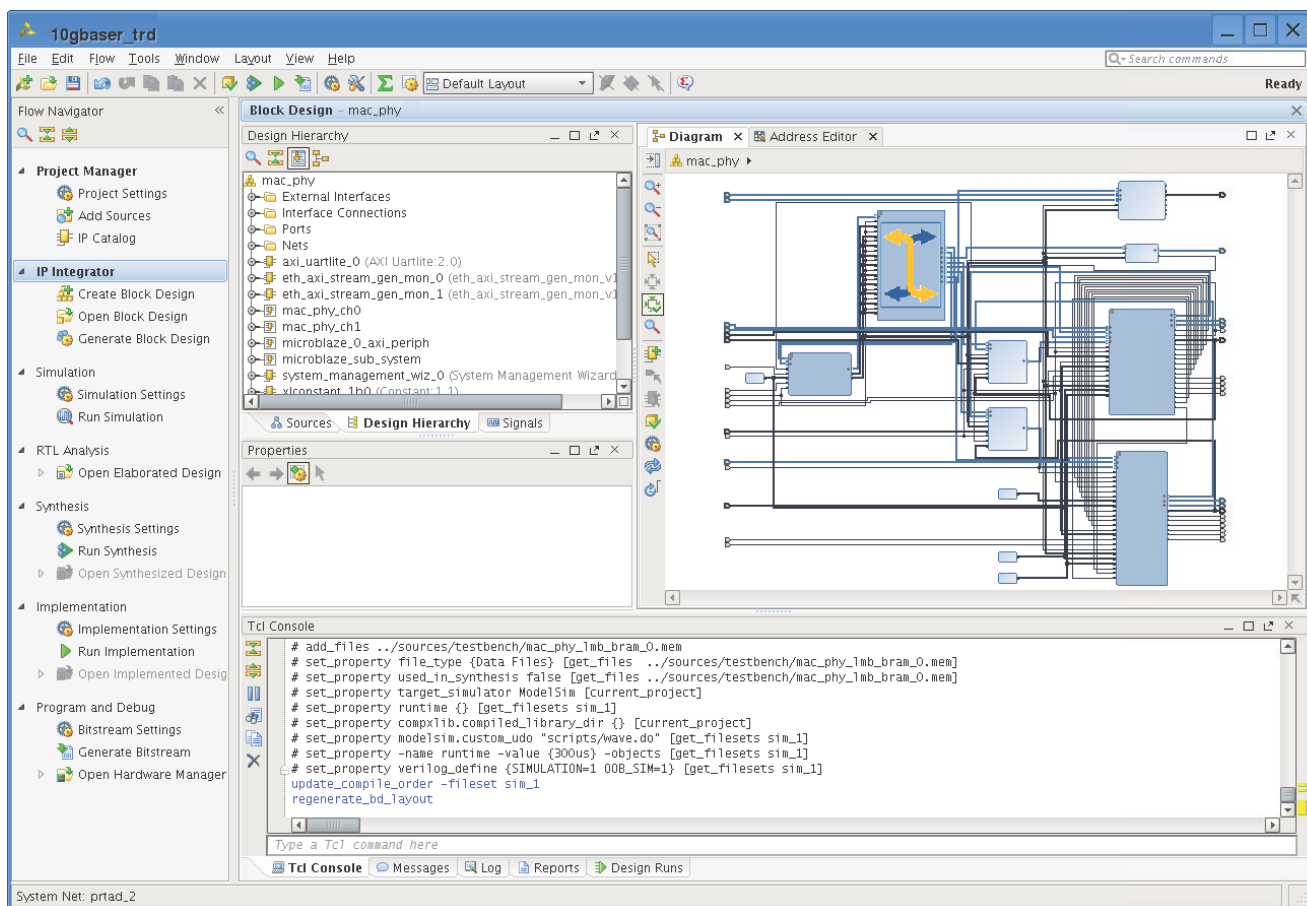 10gbaser_trd
File Edit Flow Tools Window Layout View Help
Search commands
Default Layout
Ready
Flow Navigator
Project Manager
Project Settings
Add Sources
IP Catalog
IP Integrator
Create Block Design
Open Block Design
Generate Block Design
Simulation
Simulation Settings
Run Simulation
RTL Analysis
Open Elaborated Design
Synthesis
Synthesis Settings
Run Synthesis
Open Synthesized Design
Implementation
Implementation Settings
Run Implementation
Open Implemented Desig
Program and Debug
Bitstream Settings
Generate Bitstream
Open Hardware Manager
Block Design - mac_phy
Design Hierarchy
mac_phy
External Interfaces
Interface Connections
Ports
Nets
axi_uartlite_0 (AXI Uartlite:2.0)
eth_axi_stream_gen_mon_0 (eth_axi_stream_gen_mon_v1
eth_axi_stream_gen_mon_1 (eth_axi_stream_gen_mon_v1
mac_phy_ch0
mac_phy_ch1
microblaze_0_axi_periph
microblaze_sub_system
system_management_wiz_0 (System Management Wizard
xlconstant_1b0 (Constant:1.1)
Sources Design Hierarchy Signals
Properties
Diagram Address Editor
mac_phy
Tcl Console
# add_files ../sources/testbench/mac_phy_lmb_bram_0.mem
# set_property file_type {Data Files} [get_files ../sources/testbench/mac_phy_lmb_bram_0.mem]
# set_property used_in_synthesis false [get_files ../sources/testbench/mac_phy_lmb_bram_0.mem]
# set_property target_simulator ModelSim [current_project]
# set_property runtime {} [get_filesets sim_1]
# set_property compxlib.compiled_library_dir {} [current_project]
# set_property modelsim.custom_udo "scripts/wave.do" [get_filesets sim_1]
# set_property -name runtime -value {300us} -objects [get_filesets sim_1]
# set_property verilog_define {SIMULATION=1 OOB_SIM=1} [get_filesets sim_1]
update_compile_order -fileset sim_1
regenerate_bd_layout
Type a Tcl command here
Tcl Console Messages Log Reports Design Runs
System Net: prtad_2